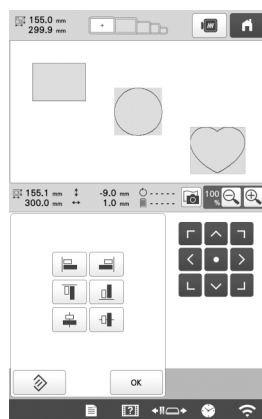 155.0 mm
299.9 mm
155.1 mm ↕ -9.0 mm -----
300.0 mm ↔ 1.0 mm -----
100 %
OK